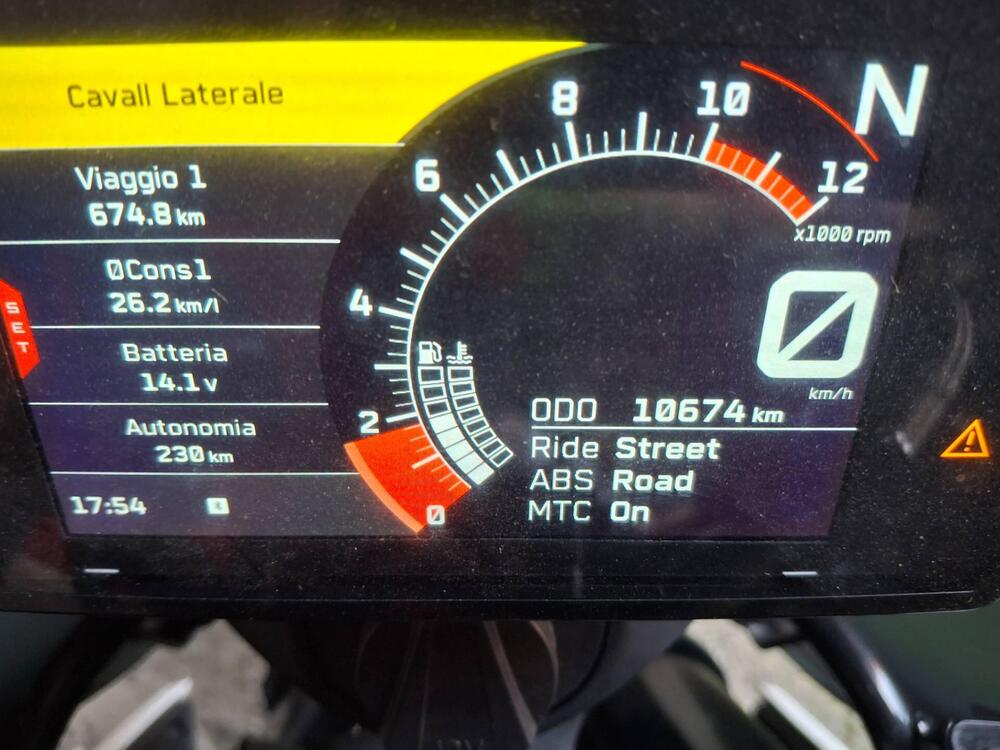 Cavall Laterale
Viaggio 1
674.8 km
ØCons1
26.2 km/l
Batteria
14.1 v
Autonomia
230 km
17:54
SET
0
2
4
6
8
10
12
x1000 rpm
N
0
km/h
ODO 10674 km
Ride Street
ABS Road
MTC On